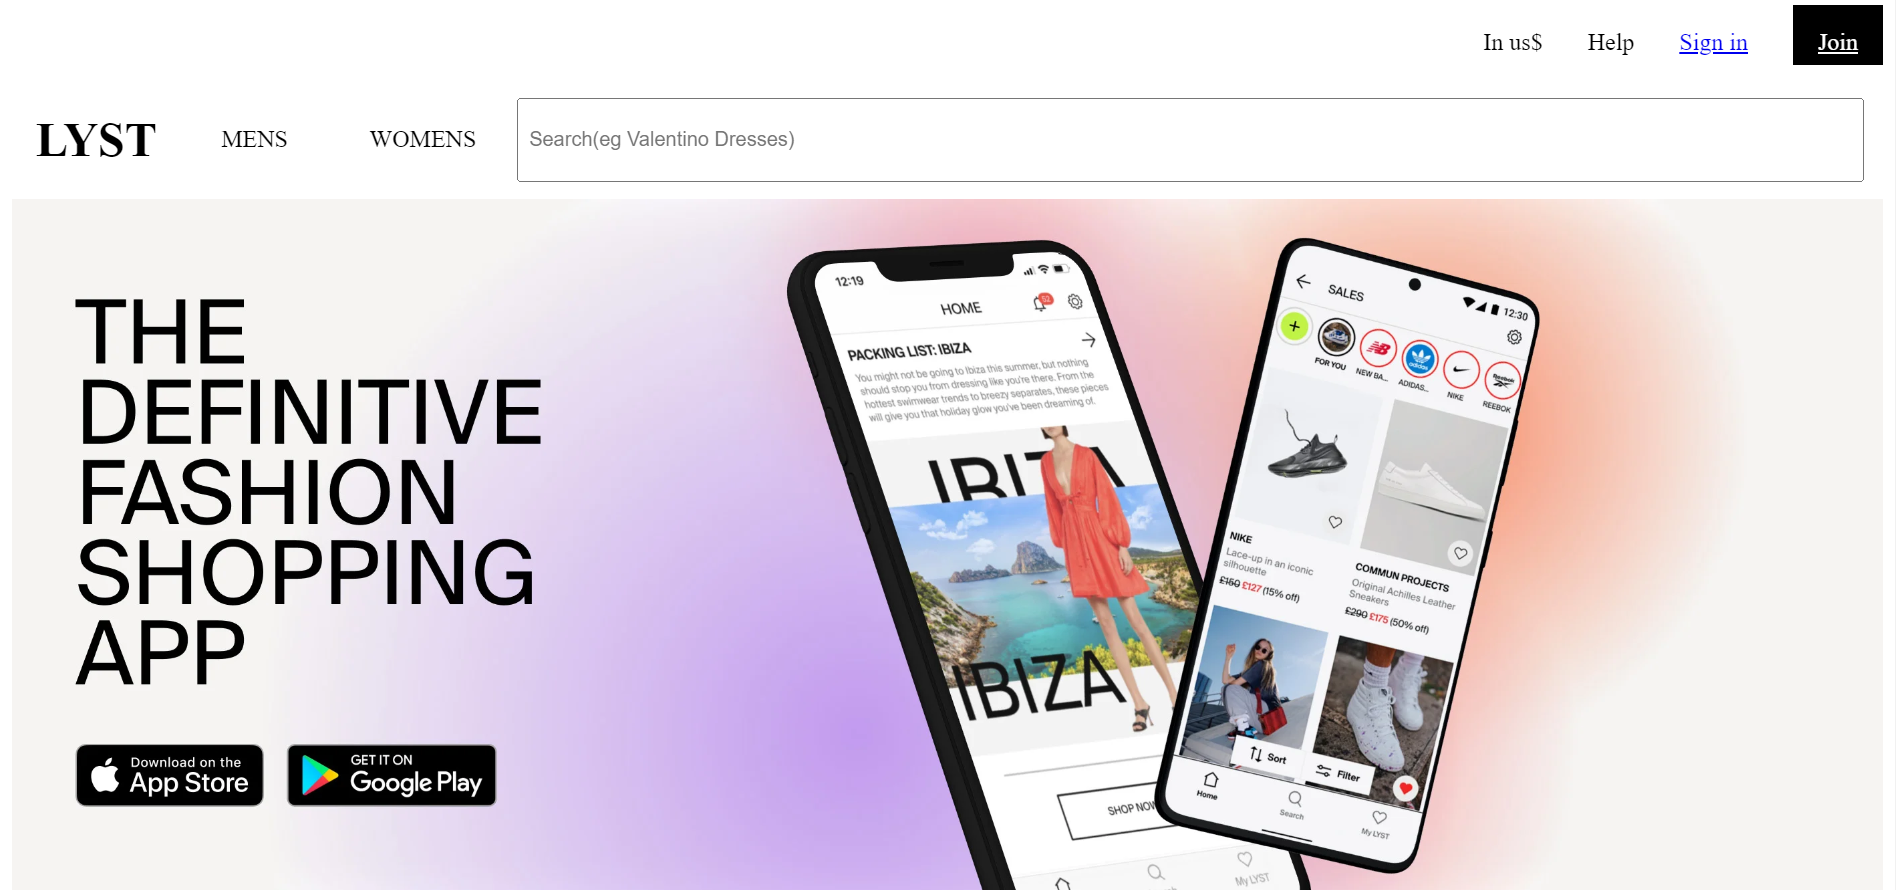 In us$ Help Sign in Join
LYST MENS WOMENS Search(eg Valentino Dresses)
THE
DEFINITIVE
FASHION
SHOPPING
APP
Download on the
App Store
GET IT ON
Google Play
12:19
HOME
52
PACKING LIST: IBIZA
You might not be going to Ibiza this summer, but nothing
should stop you from dressing like you're there. From the
hottest swimwear trends to breezy separates, these pieces
will give you that holiday glow you've been dreaming of.
IBIZA
IBIZA
SHOP NOW
My LYST
12:30
SALES
FOR YOU NEW BA... ADIDAS... NIKE REEBOK
adidas
Reebok
NIKE
Lace-up in an iconic
silhouette
£150 £127 (15% off)
COMMUN PROJECTS
Original Achilles Leather
Sneakers
£290 £175 (50% off)
Sort Filter
Home Search My LYST